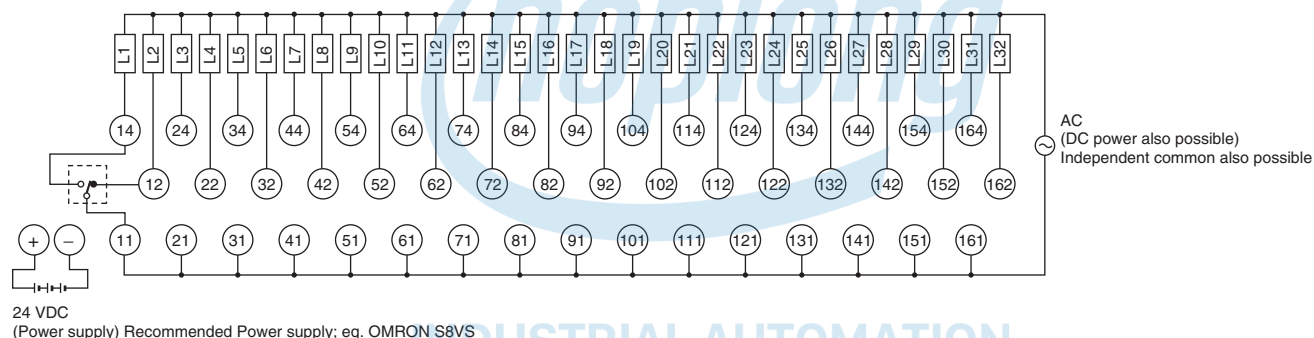 L1 L2 L3 L4 L5 L6 L7 L8 L9 L10 L11 L12 L13 L14 L15 L16 L17 L18 L19 L20 L21 L22 L23 L24 L25 L26 L27 L28 L29 L30 L31 L32
14 24 34 44 54 64 74 84 94 104 114 124 134 144 154 164
AC
(DC power also possible)
Independent common also possible
12 22 32 42 52 62 72 82 92 102 112 122 132 142 152 162
+ − 11 21 31 41 51 61 71 81 91 101 111 121 131 141 151 161
24 VDC
(Power supply) Recommended Power supply; eg. OMRON S8VS
hoplong
INDUSTRIAL AUTOMATION